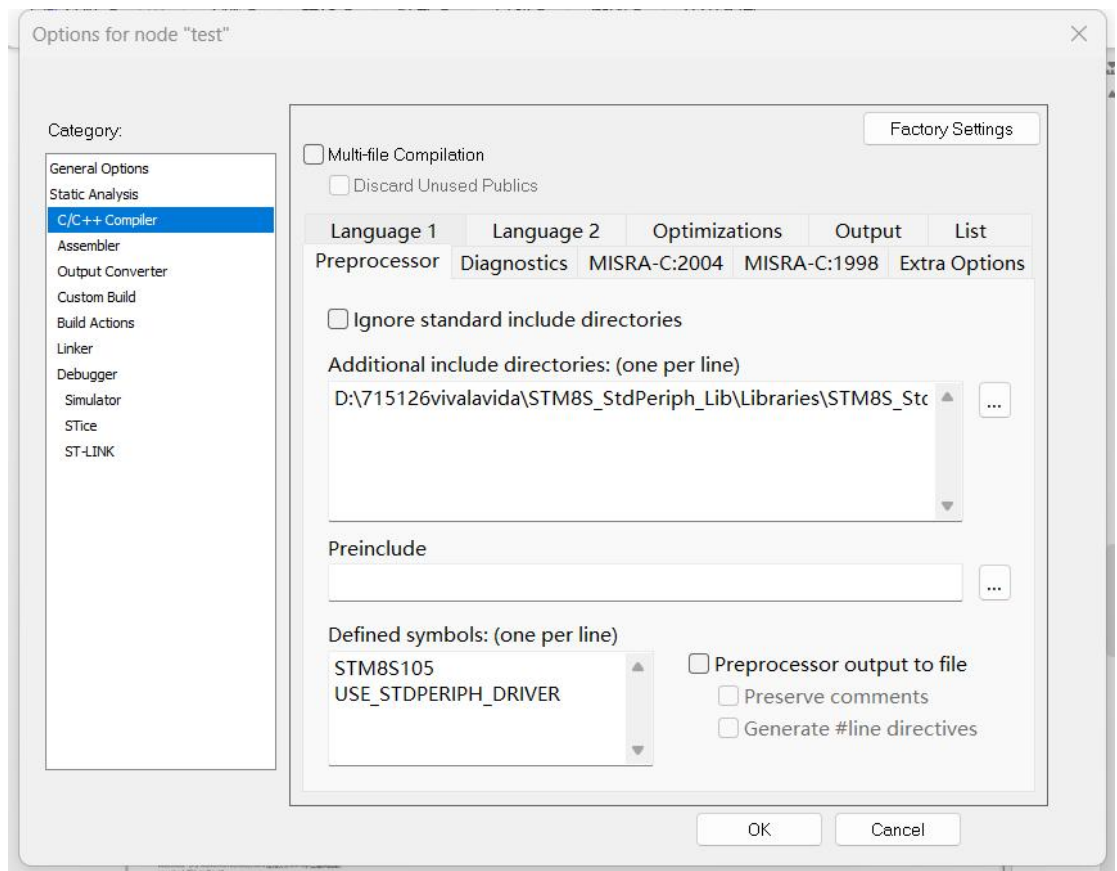 Options for node "test"
Category:
General Options
Static Analysis
C/C++ Compiler
Assembler
Output Converter
Custom Build
Build Actions
Linker
Debugger
Simulator
STice
ST-LINK
Factory Settings
Multi-file Compilation
Discard Unused Publics
Language 1 Language 2 Optimizations Output List
Preprocessor Diagnostics MISRA-C:2004 MISRA-C:1998 Extra Options
Ignore standard include directories
Additional include directories: (one per line)
D:\715126vivalavida\STM8S_StdPeriph_Lib\Libraries\STM8S_Std
...
Preinclude
...
Defined symbols: (one per line)
STM8S105
USE_STDPERIPH_DRIVER
Preprocessor output to file
Preserve comments
Generate #line directives
OK Cancel